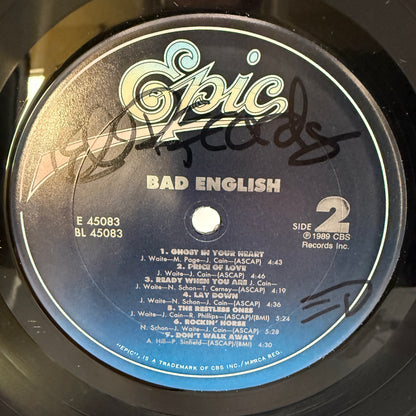 Epic
BAD ENGLISH
E 45083
BL 45083
SIDE 2
℗ 1989 CBS
Records Inc.
1. GHOST IN YOUR HEART
J. Waite—M. Page—J. Cain—(ASCAP) 4:43
2. PRICE OF LOVE
J. Waite—J. Cain—(ASCAP) 4:46
3. READY WHEN YOU ARE
J. Cain—
J. Waite—N. Schon—T. Cerney—(ASCAP) 4:19
4. LAY DOWN
J. Waite—N. Schon—J. Cain—(ASCAP) 4:36
5. THE RESTLESS ONES
J. Waite—J. Cain—R. Phillips—(ASCAP)/(BMI) 5:24
6. ROCKIN' HORSE
N. Schon—J. Waite—(ASCAP) 5:28
7. DON'T WALK AWAY
A. Hill—P. Sinfield—(ASCAP)/(BMI) 4:30
"EPIC", IS A TRADEMARK OF CBS INC./MARCA REG.